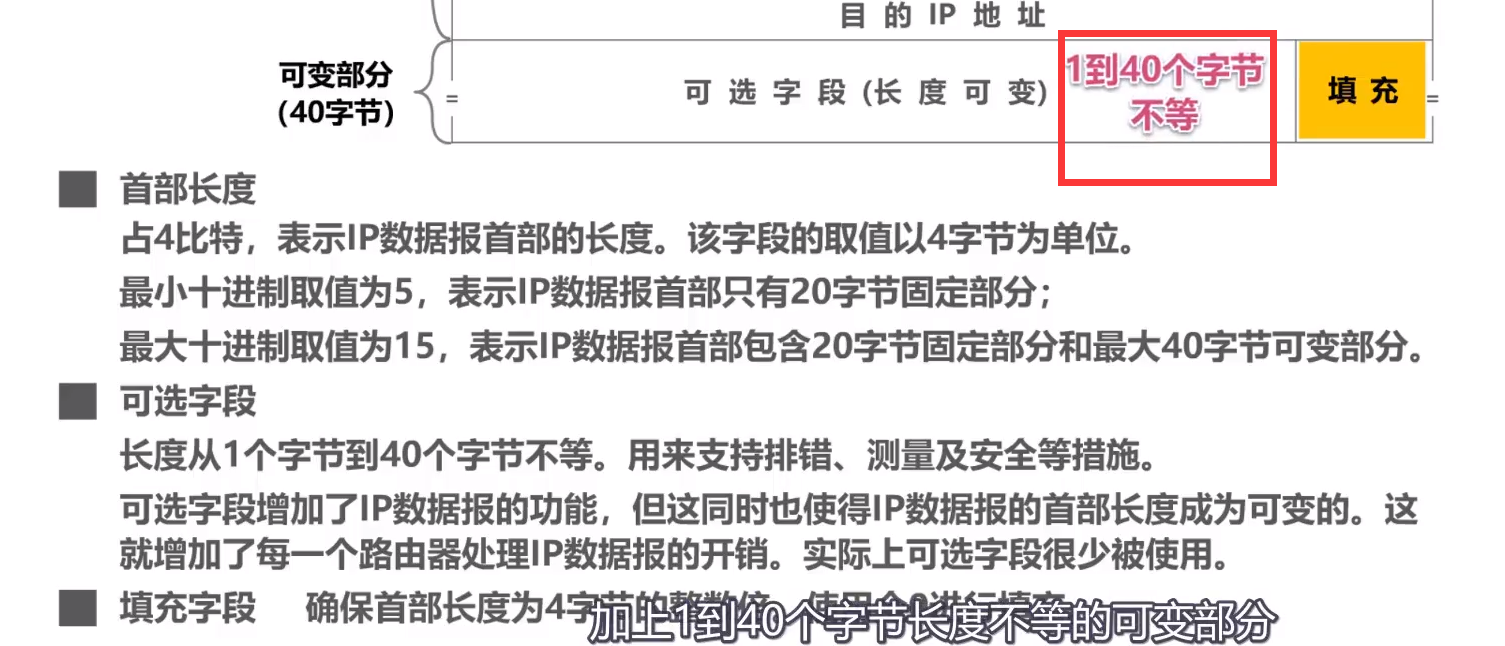 目的IP地址
可变部分
(40字节)
可选字段(长度可变)
1到40个字节
不等
填充
首部长度
占4比特，表示IP数据报首部的长度。该字段的取值以4字节为单位。
最小十进制取值为5，表示IP数据报首部只有20字节固定部分；
最大十进制取值为15，表示IP数据报首部包含20字节固定部分和最大40字节可变部分。
可选字段
长度从1个字节到40个字节不等。用来支持排错、测量及安全等措施。
可选字段增加了IP数据报的功能，但这同时也使得IP数据报的首部长度成为可变的。这
就增加了每一个路由器处理IP数据报的开销。实际上可选字段很少被使用。
填充字段 确保首部长度为4字节的整数倍，使用全0进行填充
加上1到40个字节长度不等的可变部分